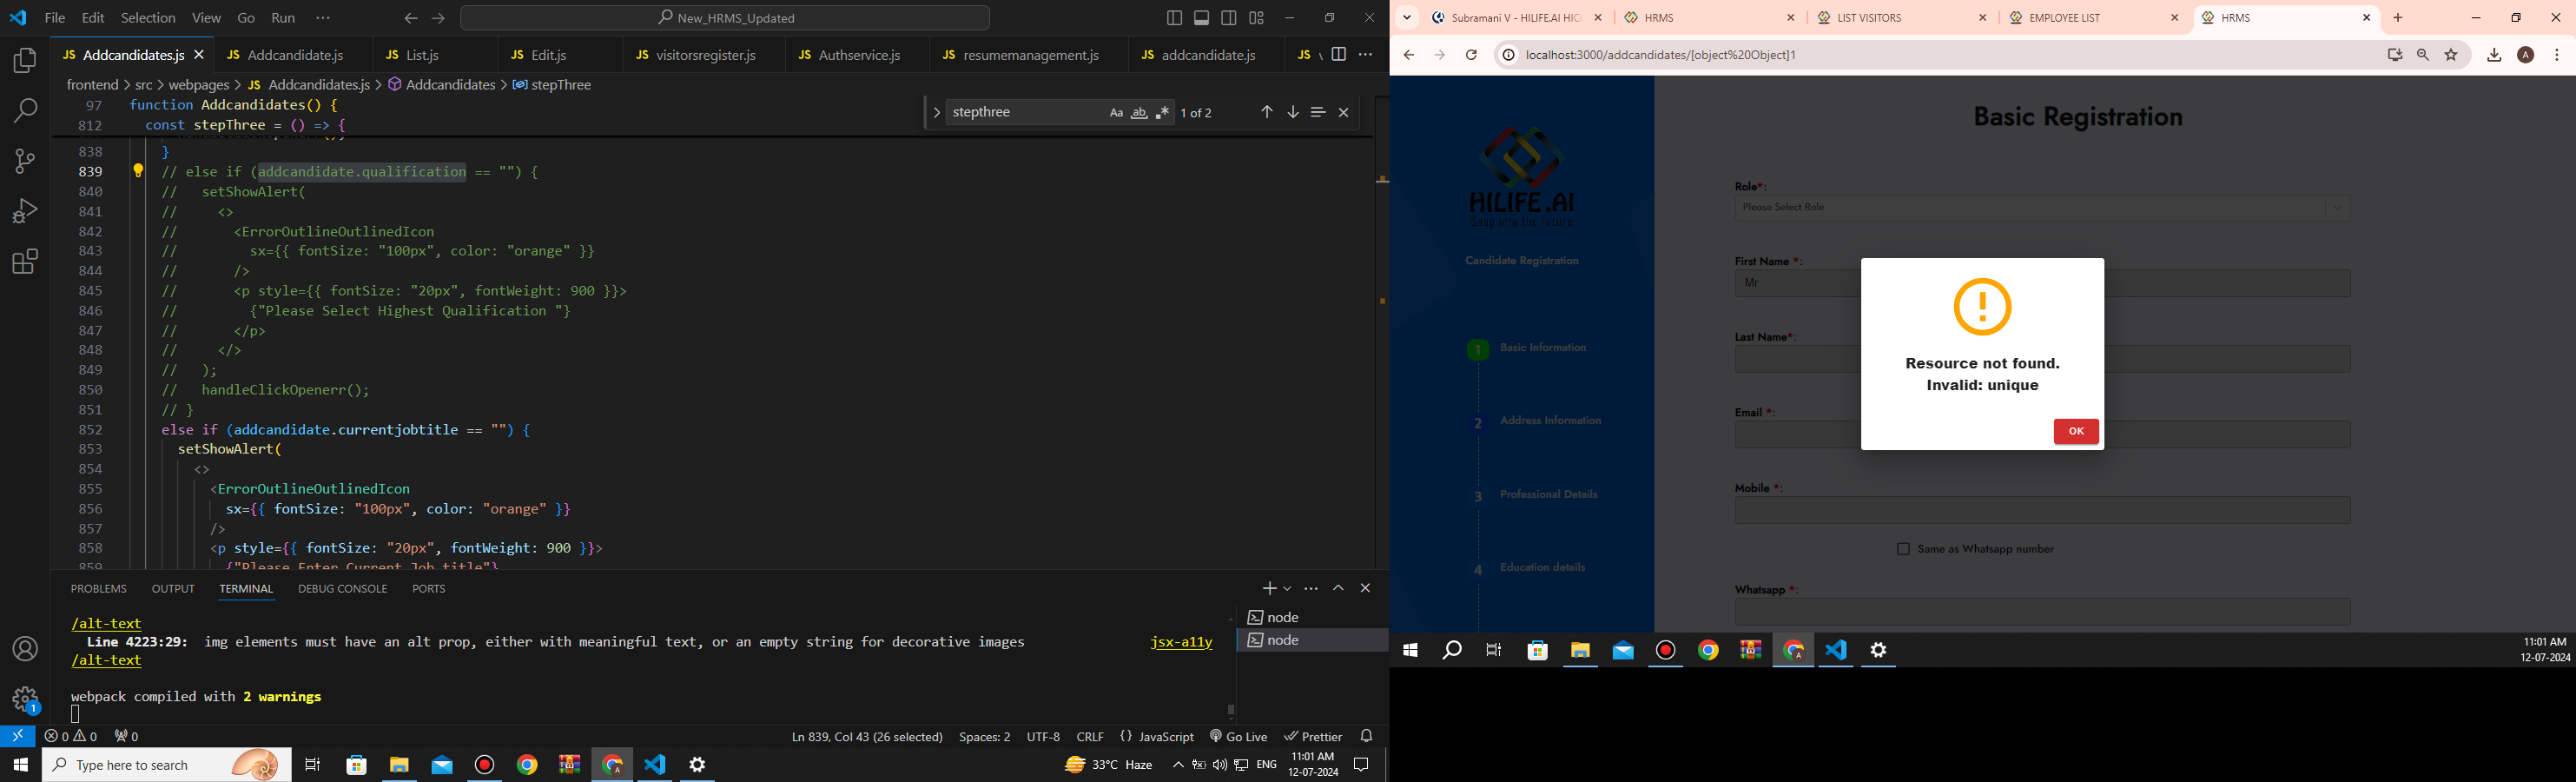 File Edit Selection View Go Run ···
New_HRMS_Updated
JS Addcandidates.js
JS Addcandidate.js
JS List.js
JS Edit.js
JS visitorsregister.js
JS Authservice.js
JS resumemanagement.js
JS addcandidate.js
JS
frontend > src > webpages > JS Addcandidates.js > Addcandidates > stepThree
stepthree
Aa ab 1 of 2
97 function Addcandidates() {
812 const stepThree = () => {
838 }
839 // else if (addcandidate.qualification == "") {
840 // setShowAlert(
841 // <>
842 // <ErrorOutlineOutlinedIcon
843 // sx={{ fontSize: "100px", color: "orange" }}
844 // />
845 // <p style={{ fontSize: "20px", fontWeight: 900 }}>
846 // {"Please Select Highest Qualification "}
847 // </p>
848 // </>
849 // );
850 // handleClickOpenerr();
851 // }
852 else if (addcandidate.currentjobtitle == "") {
853 setShowAlert(
854 <>
855 <ErrorOutlineOutlinedIcon
856 sx={{ fontSize: "100px", color: "orange" }}
857 />
858 <p style={{ fontSize: "20px", fontWeight: 900 }}>
859 {"Please Enter Current Job title"}
PROBLEMS OUTPUT TERMINAL DEBUG CONSOLE PORTS
/alt-text
Line 4223:29: img elements must have an alt prop, either with meaningful text, or an empty string for decorative images jsx-a11y
/alt-text
webpack compiled with 2 warnings
node
node
1
0 0 0
Ln 839, Col 43 (26 selected) Spaces: 2 UTF-8 CRLF {} JavaScript Go Live Prettier
Type here to search
33°C Haze
ENG
11:01 AM
12-07-2024
Subramani V - HILIFE.AI HIC
HRMS
LIST VISITORS
EMPLOYEE LIST
HRMS
localhost:3000/addcandidates/[object%20Object]1
A
HILIFE.AI
Snap into the future
Candidate Registration
1 Basic Information
2 Address Information
3 Professional Details
4 Education details
Basic Registration
Role*:
Please Select Role
First Name *:
Mr
Last Name*:
Email *:
Mobile *:
Same as Whatsapp number
Whatsapp *:
Resource not found.
Invalid: unique
OK
11:01 AM
12-07-2024